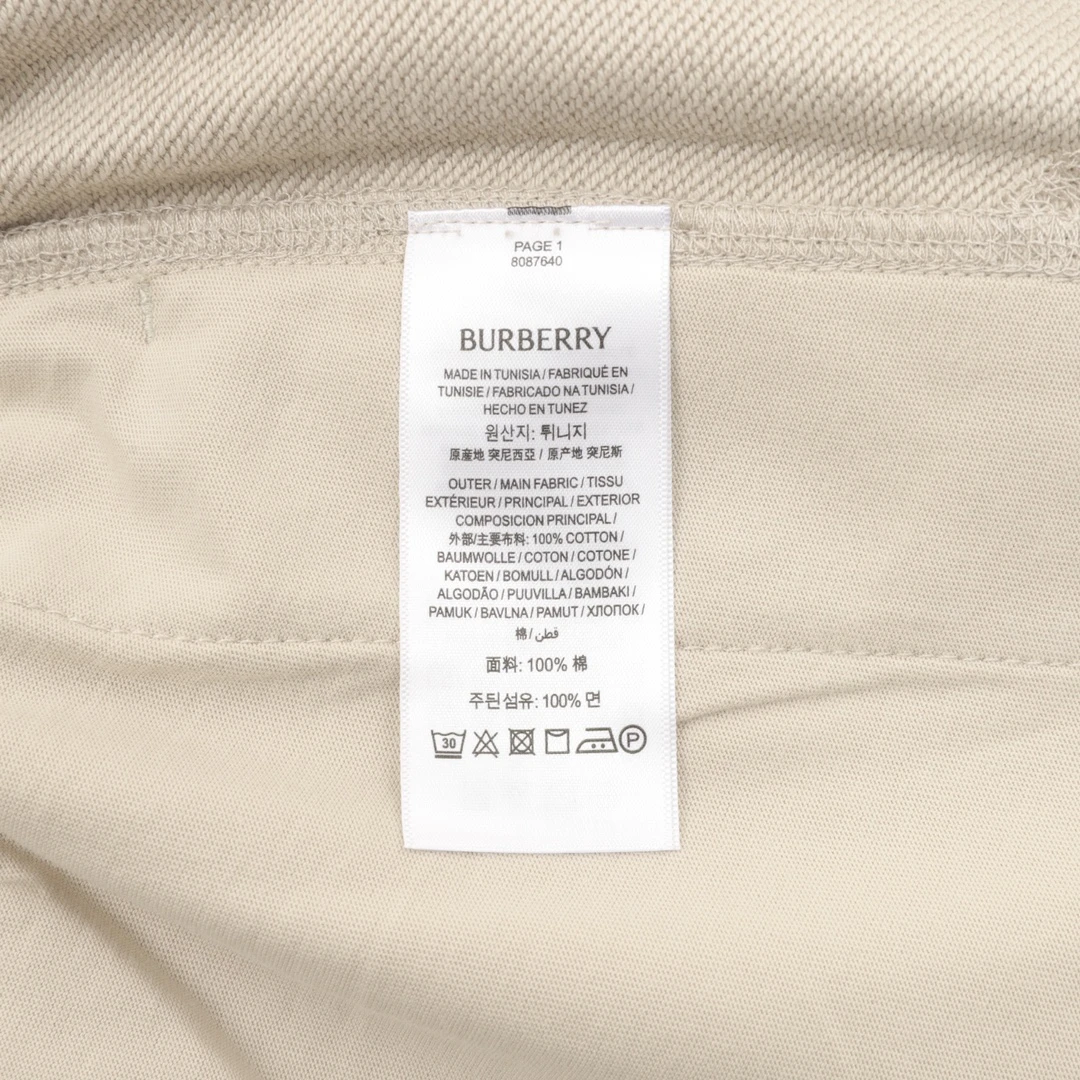 PAGE 1
8087640
BURBERRY
MADE IN TUNISIA / FABRIQUÉ EN
TUNISIE / FABRICADO NA TUNISIA /
HECHO EN TUNEZ
원산지: 튀니지
原産地 突尼西亞 / 原产地 突尼斯
OUTER / MAIN FABRIC / TISSU
EXTÉRIEUR / PRINCIPAL / EXTERIOR
COMPOSICION PRINCIPAL /
外部/主要布料: 100% COTTON /
BAUMWOLLE / COTON / COTONE /
KATOEN / BOMULL / ALGODÓN /
ALGODÃO / PUUVILLA / BAMBAKI /
PAMUK / BAVLNA / PAMUT / ХЛОПОК /
棉 / قطن
面料: 100% 棉
주된섬유: 100% 면
30
P